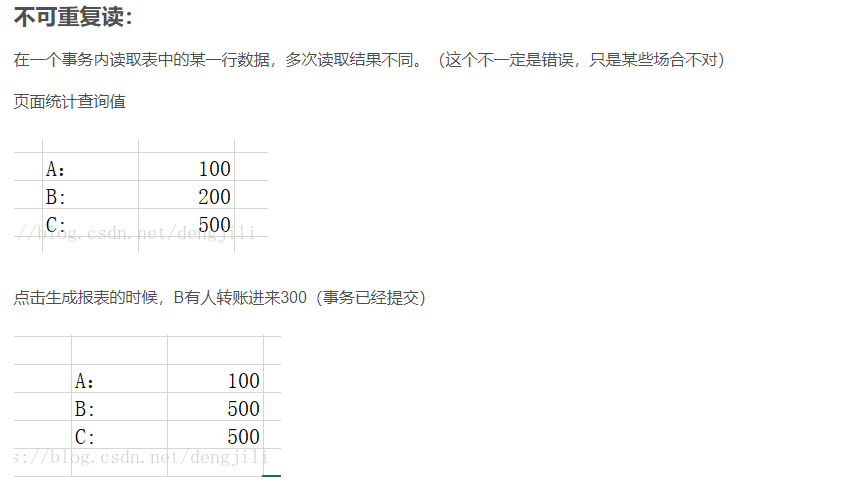 不可重复读：
在一个事务内读取表中的某一行数据，多次读取结果不同。（这个不一定是错误，只是某些场合不对）
页面统计查询值
A： 100
B: 200
C: 500
//blog.csdn.net/dengjili
点击生成报表的时候，B有人转账进来300（事务已经提交）
A： 100
B: 500
C: 500
s://blog.csdn.net/dengjili